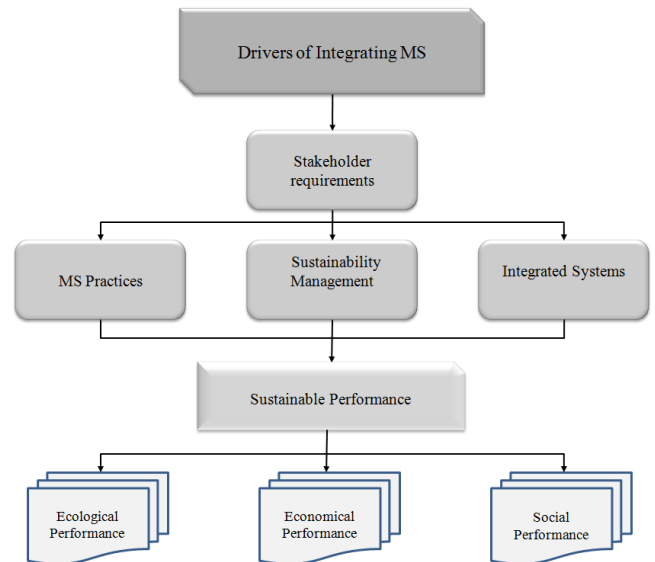 Drivers of Integrating MS
Stakeholder
requirements
MS Practices
Sustainability
Management
Integrated Systems
Sustainable Performance
Ecological
Performance
Economical
Performance
Social
Performance